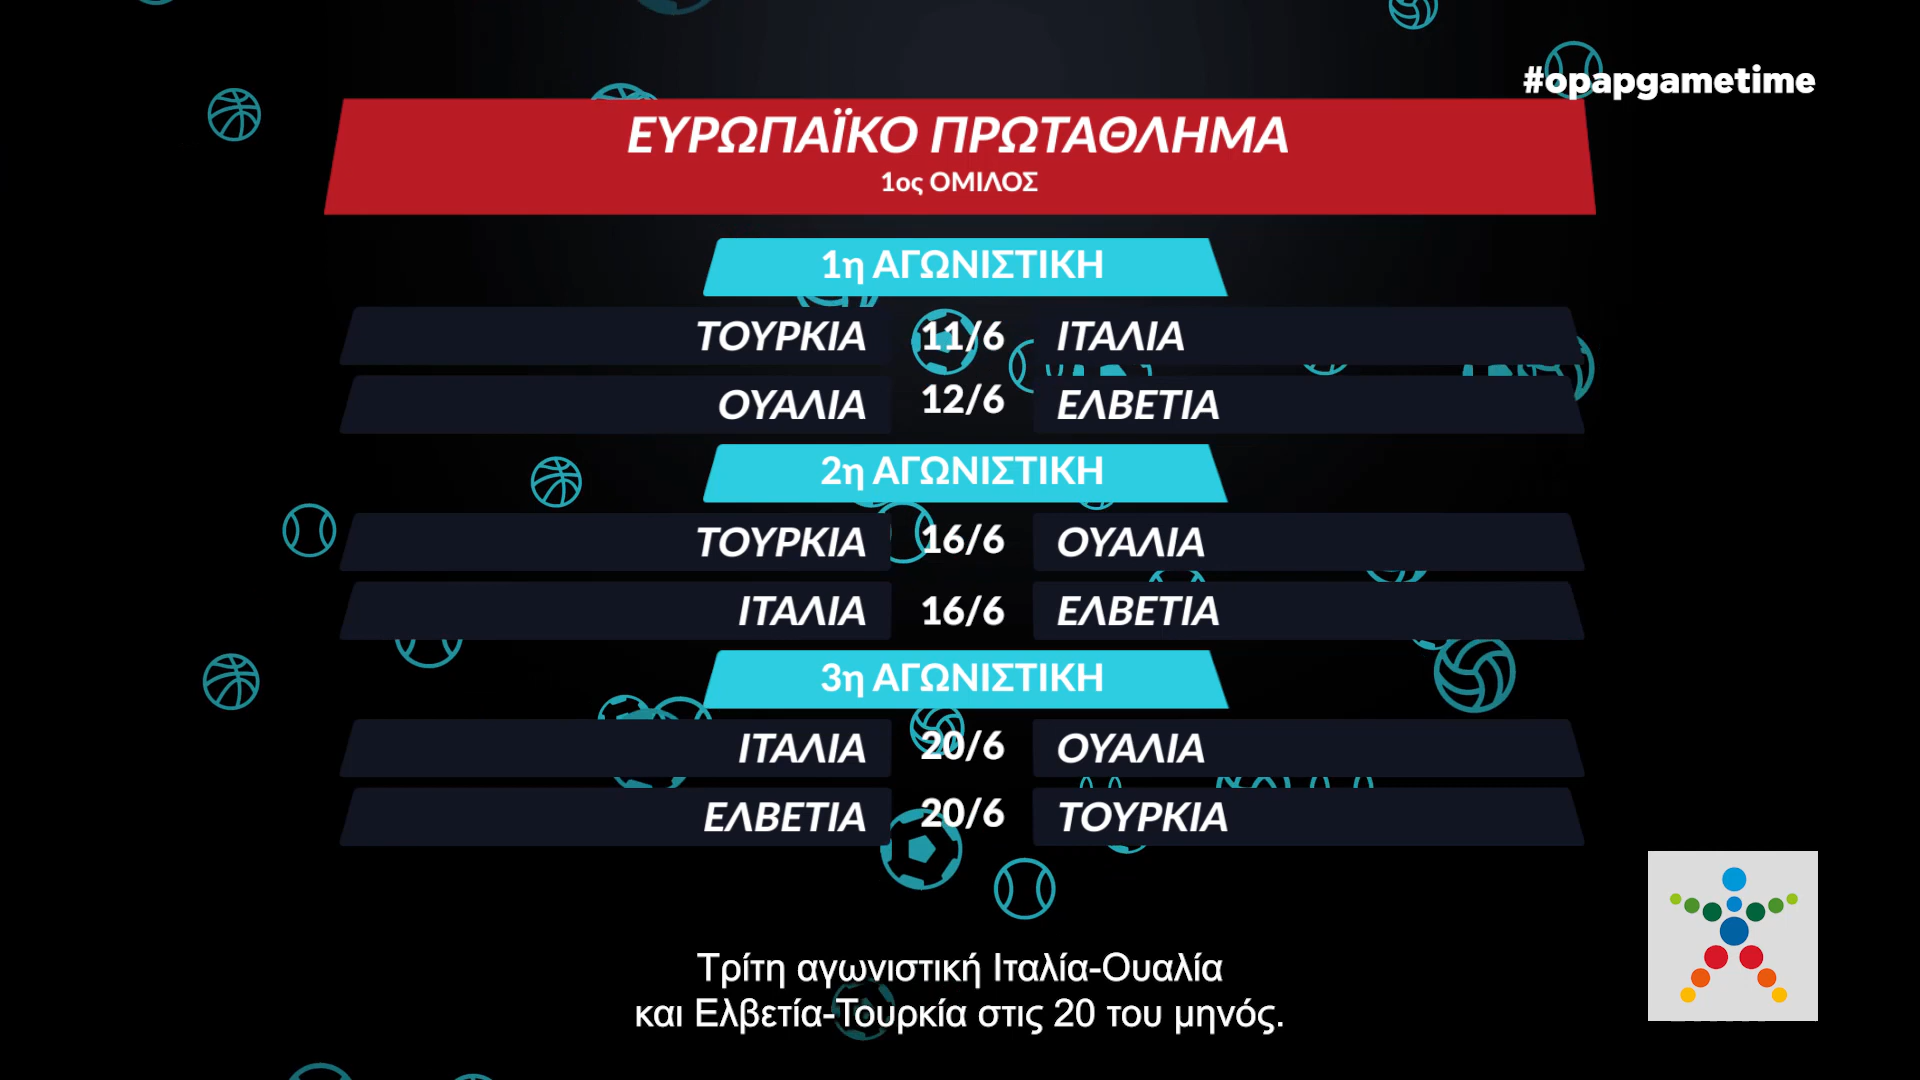 #opapgametime
ΕΥΡΩΠΑΪΚΟ ΠΡΩΤΑΘΛΗΜΑ
1ος ΟΜΙΛΟΣ
1η ΑΓΩΝΙΣΤΙΚΗ
ΤΟΥΡΚΙΑ 11/6 ΙΤΑΛΙΑ
ΟΥΑΛΙΑ 12/6 ΕΛΒΕΤΙΑ
2η ΑΓΩΝΙΣΤΙΚΗ
ΤΟΥΡΚΙΑ 16/6 ΟΥΑΛΙΑ
ΙΤΑΛΙΑ 16/6 ΕΛΒΕΤΙΑ
3η ΑΓΩΝΙΣΤΙΚΗ
ΙΤΑΛΙΑ 20/6 ΟΥΑΛΙΑ
ΕΛΒΕΤΙΑ 20/6 ΤΟΥΡΚΙΑ
Τρίτη αγωνιστική Ιταλία-Ουαλία
και Ελβετία-Τουρκία στις 20 του μηνός.